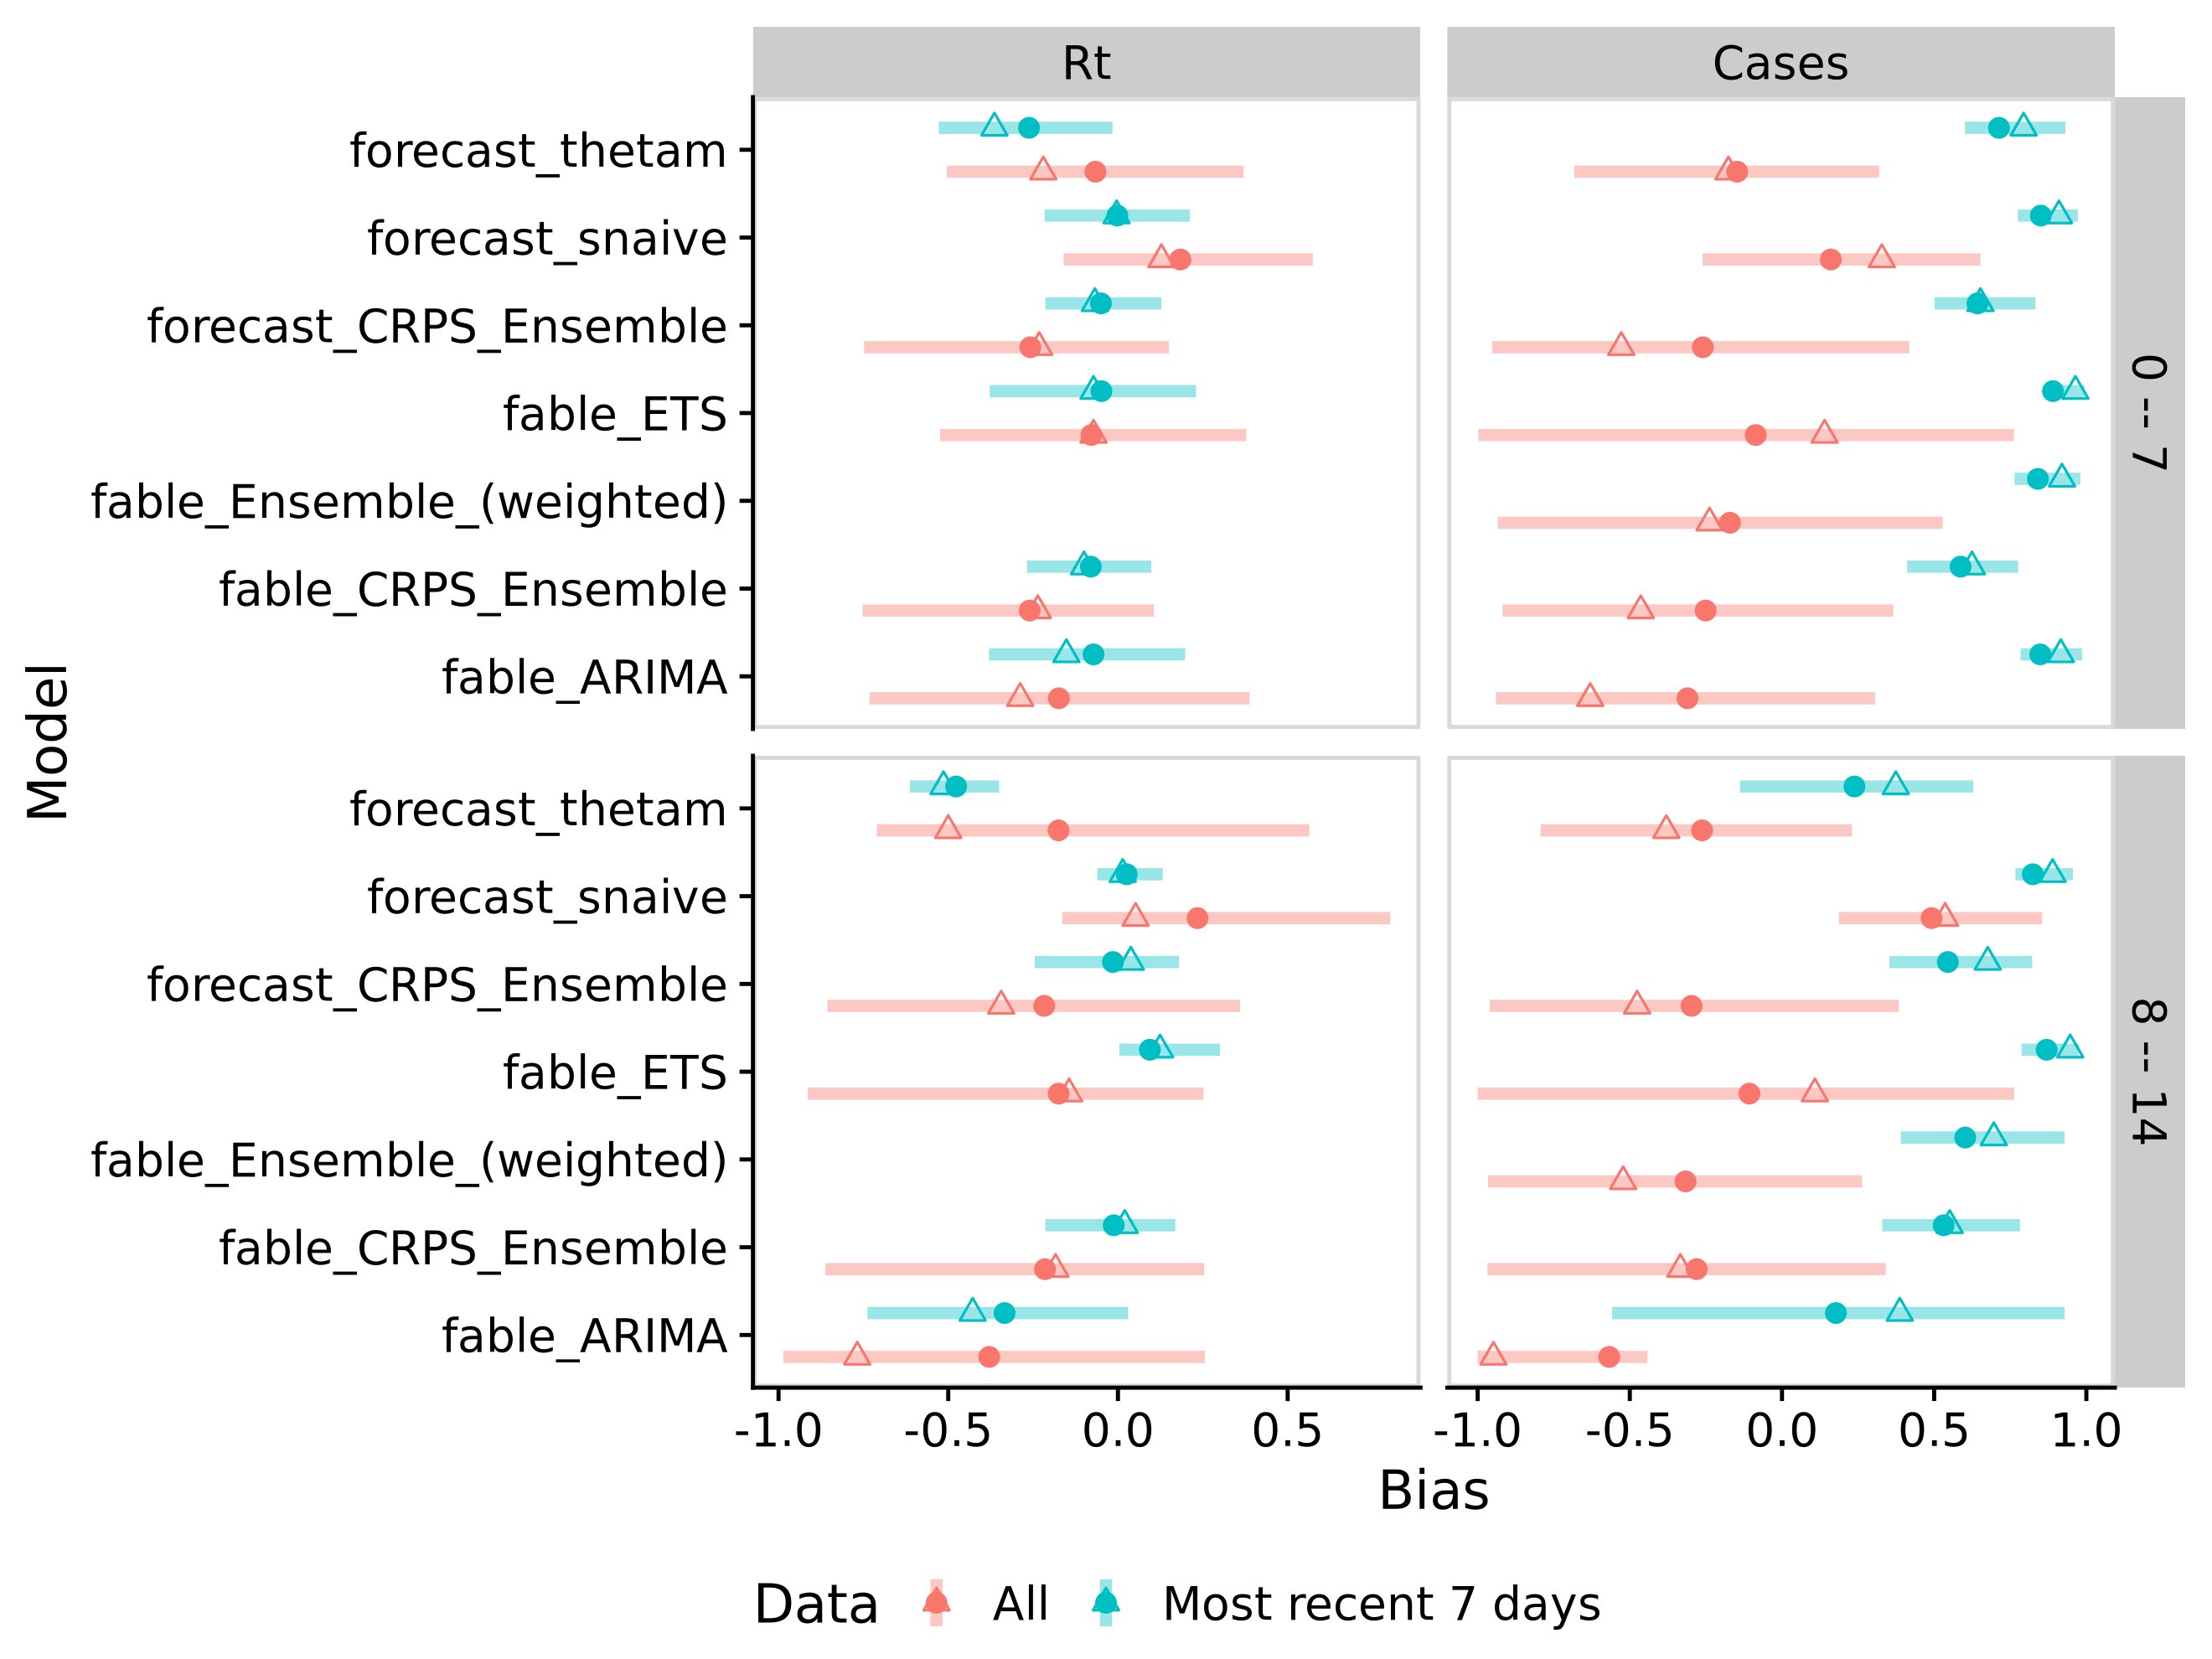 Rt
Cases
forecast_thetam
forecast_snaive
forecast_CRPS_Ensemble
fable_ETS
fable_Ensemble_(weighted)
fable_CRPS_Ensemble
fable_ARIMA
0 -- 7
Model
forecast_thetam
forecast_snaive
forecast_CRPS_Ensemble
fable_ETS
fable_Ensemble_(weighted)
fable_CRPS_Ensemble
fable_ARIMA
8 -- 14
-1.0 -0.5 0.0 0.5
-1.0 -0.5 0.0 0.5 1.0
Bias
Data All Most recent 7 days